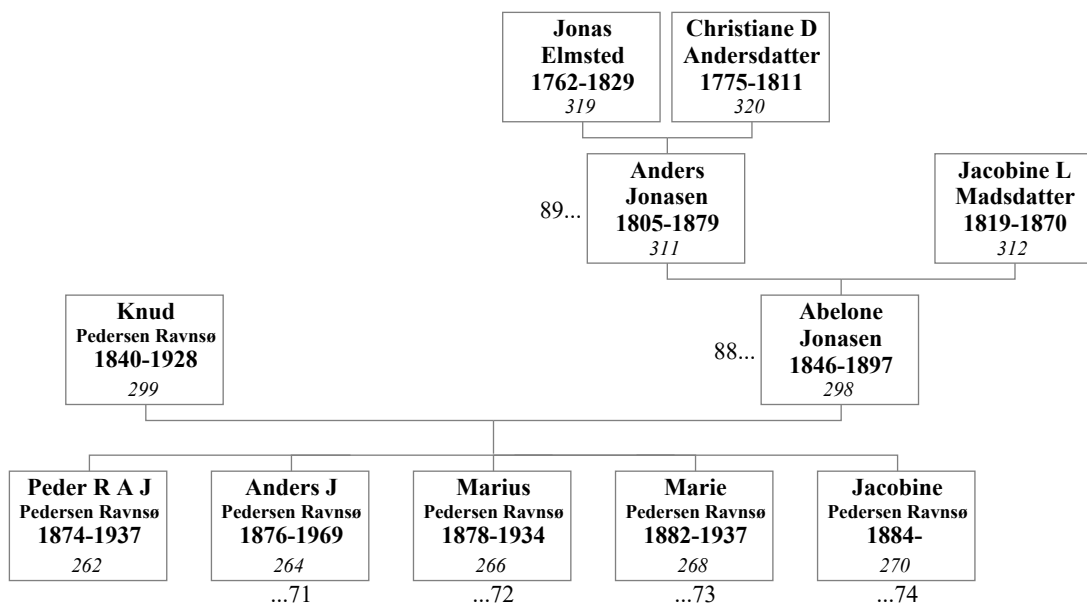 Jonas
Elmsted
1762-1829
319
Christiane D
Andersdatter
1775-1811
320
89...
Anders
Jonasen
1805-1879
311
Jacobine L
Madsdatter
1819-1870
312
Knud
Pedersen Ravnsø
1840-1928
299
88...
Abelone
Jonasen
1846-1897
298
Peder R A J
Pedersen Ravnsø
1874-1937
262
Anders J
Pedersen Ravnsø
1876-1969
264
...71
Marius
Pedersen Ravnsø
1878-1934
266
...72
Marie
Pedersen Ravnsø
1882-1937
268
...73
Jacobine
Pedersen Ravnsø
1884-
270
...74